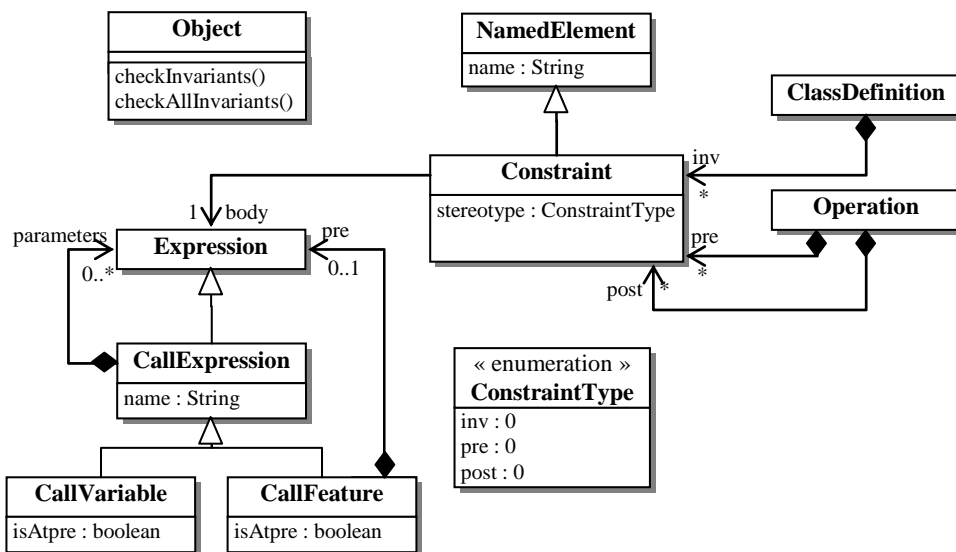 Object
checkInvariants()
checkAllInvariants()
NamedElement
name : String
ClassDefinition
inv
*
Constraint
stereotype : ConstraintType
Operation
pre
*
post
*
1
body
parameters
0..*
Expression
pre
0..1
CallExpression
name : String
« enumeration »
ConstraintType
inv : 0
pre : 0
post : 0
CallVariable
isAtpre : boolean
CallFeature
isAtpre : boolean